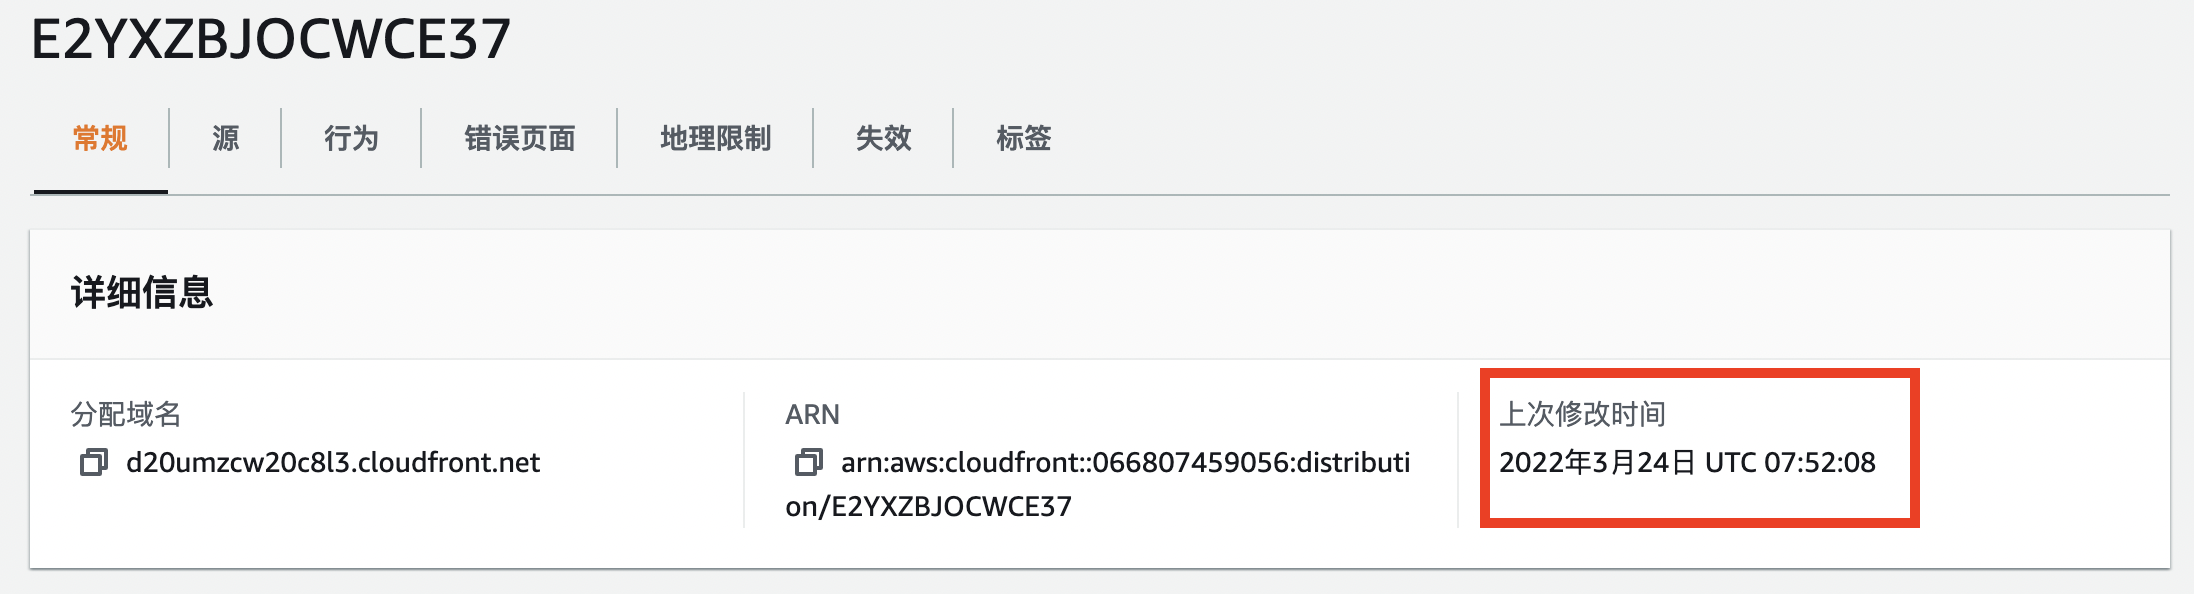 E2YXZBJOCWCE37
常规 源 行为 错误页面 地理限制 失效 标签
详细信息
分配域名
d20umzcw20c8l3.cloudfront.net
ARN
arn:aws:cloudfront::066807459056:distributi
on/E2YXZBJOCWCE37
上次修改时间
2022年3月24日 UTC 07:52:08